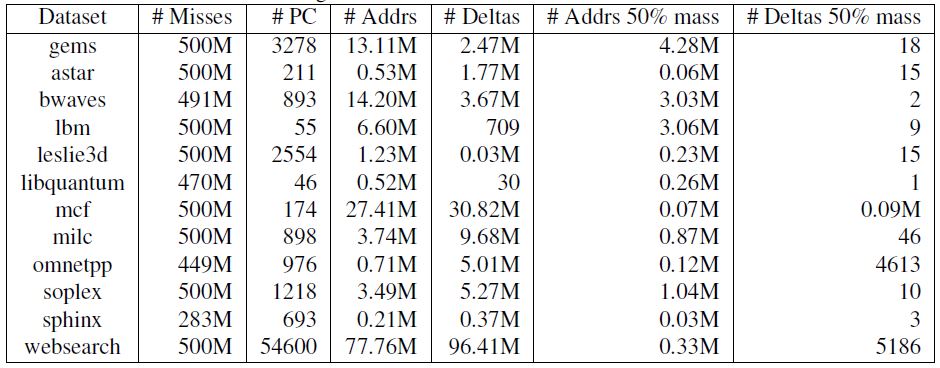 Dataset # Misses # PC # Addrs # Deltas # Addrs 50% mass # Deltas 50% mass
gems 500M 3278 13.11M 2.47M 4.28M 18
astar 500M 211 0.53M 1.77M 0.06M 15
bwaves 491M 893 14.20M 3.67M 3.03M 2
lbm 500M 55 6.60M 709 3.06M 9
leslie3d 500M 2554 1.23M 0.03M 0.23M 15
libquantum 470M 46 0.52M 30 0.26M 1
mcf 500M 174 27.41M 30.82M 0.07M 0.09M
milc 500M 898 3.74M 9.68M 0.87M 46
omnetpp 449M 976 0.71M 5.01M 0.12M 4613
soplex 500M 1218 3.49M 5.27M 1.04M 10
sphinx 283M 693 0.21M 0.37M 0.03M 3
websearch 500M 54600 77.76M 96.41M 0.33M 5186